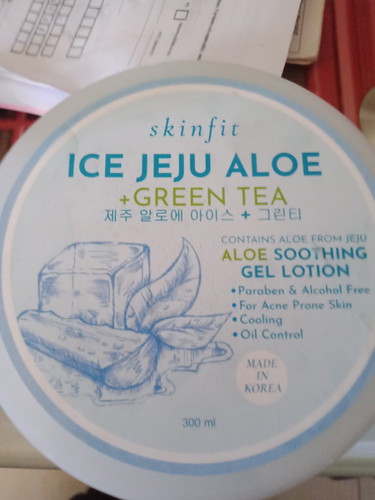 skinfit
ICE JEJU ALOE
+GREEN TEA
제주 알로에 아이스 + 그린티
CONTAINS ALOE FROM JEJU
ALOE SOOTHING
GEL LOTION
•Paraben & Alcohol Free
•For Acne Prone Skin
•Cooling
•Oil Control
MADE
IN
KOREA
300 ml